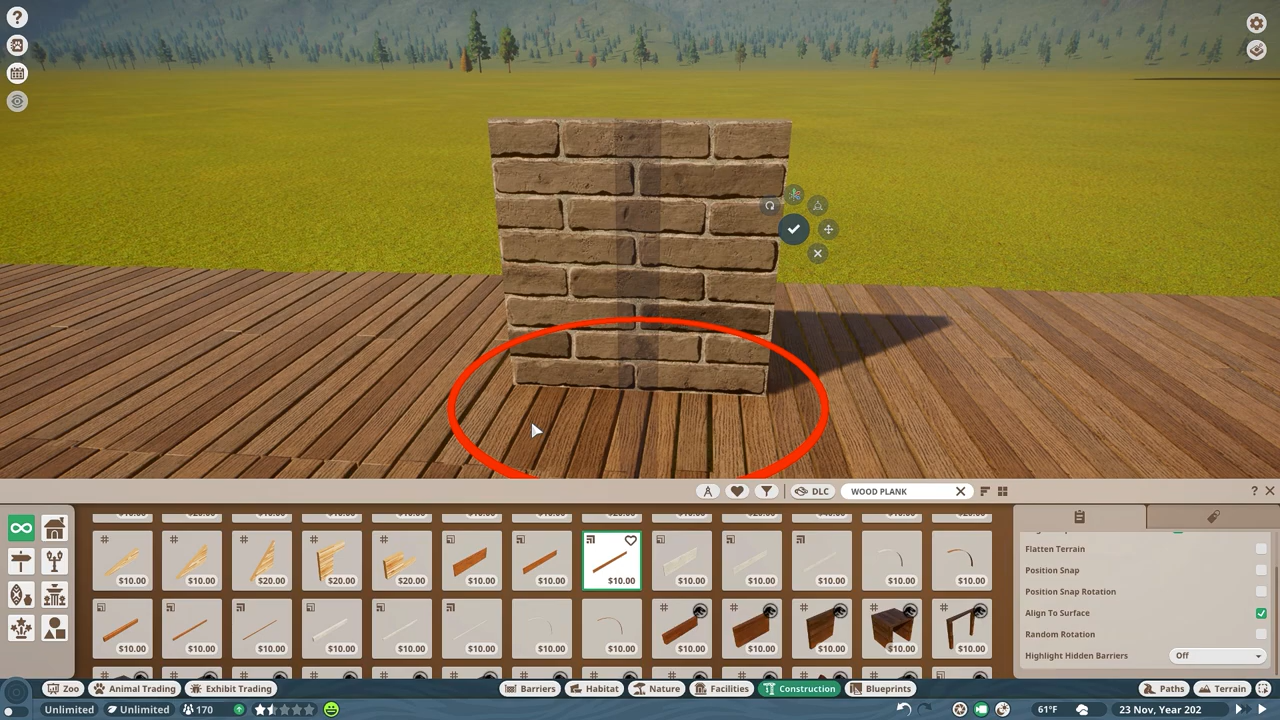 DLC
WOOD PLANK
?
$10.00 $10.00 $20.00 $20.00 $20.00 $10.00 $10.00 $10.00 $10.00 $10.00 $10.00 $10.00 $10.00
$10.00 $10.00 $10.00 $10.00 $10.00 $10.00 $10.00 $10.00 $10.00 $10.00 $10.00 $10.00 $10.00
Flatten Terrain
Position Snap
Position Snap Rotation
Align To Surface
Random Rotation
Highlight Hidden Barriers Off
Zoo Animal Trading Exhibit Trading Barriers Habitat Nature Facilities Construction Blueprints Paths Terrain
Unlimited Unlimited 170 61°F 23 Nov, Year 202